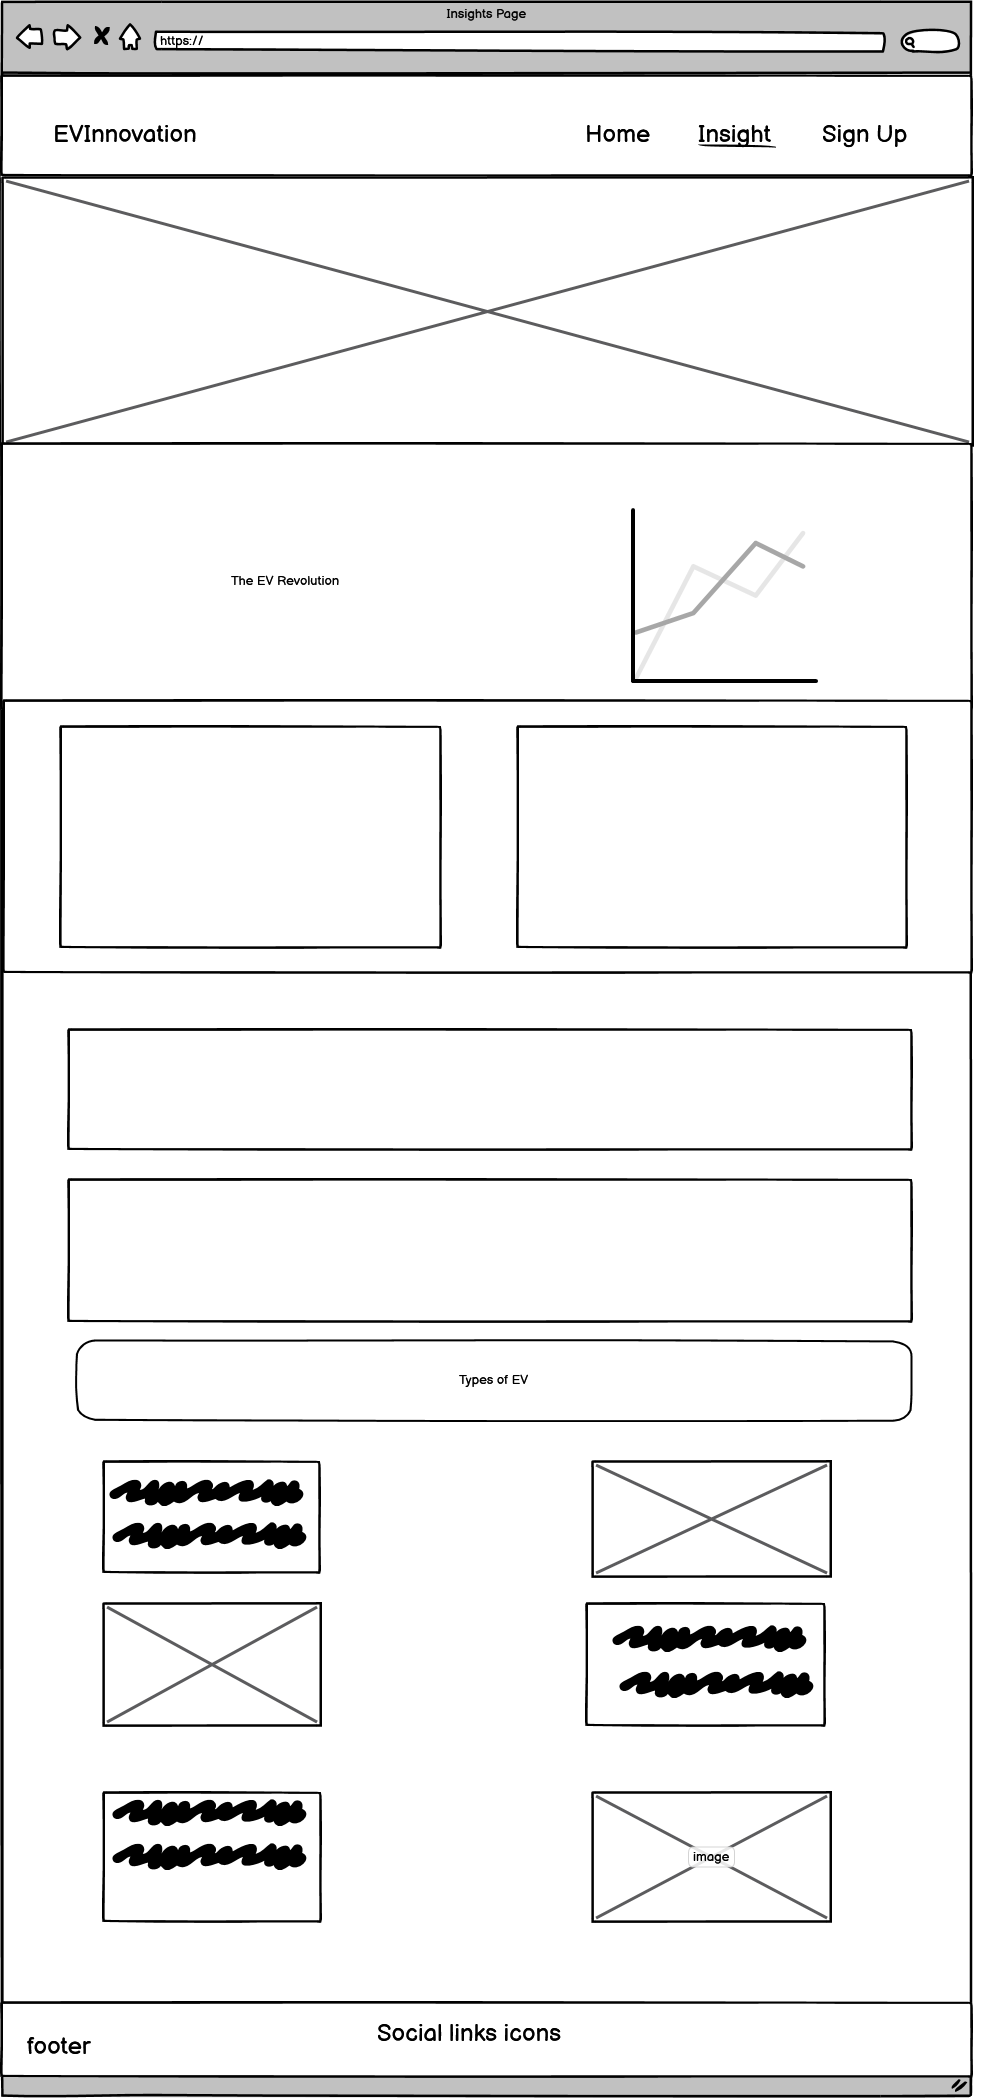 Insights Page
https://
EVInnovation
Home Insight Sign Up
The EV Revolution
Types of EV
image
Social links icons
footer